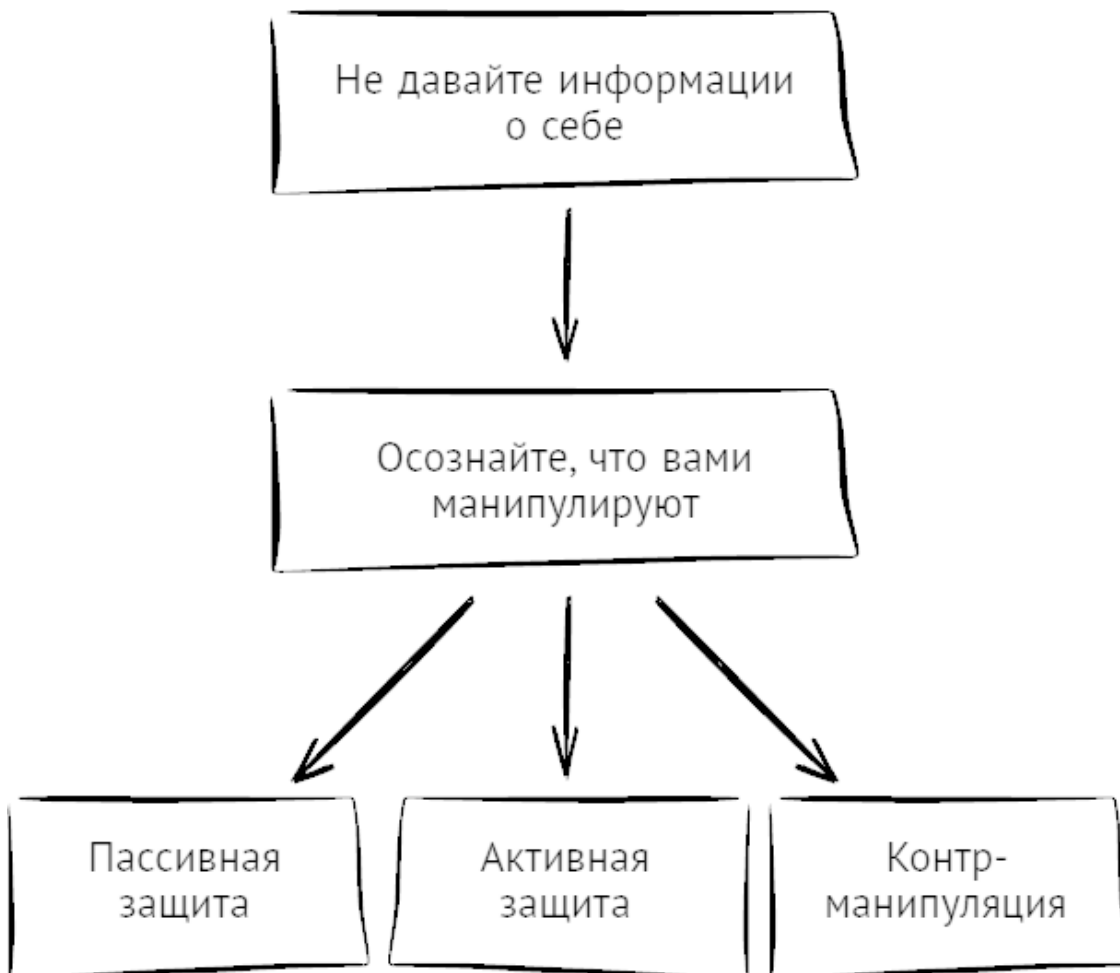 Не давайте информации
о себе
Осознайте, что вами
манипулируют
Пассивная
защита
Активная
защита
Контр-
манипуляция